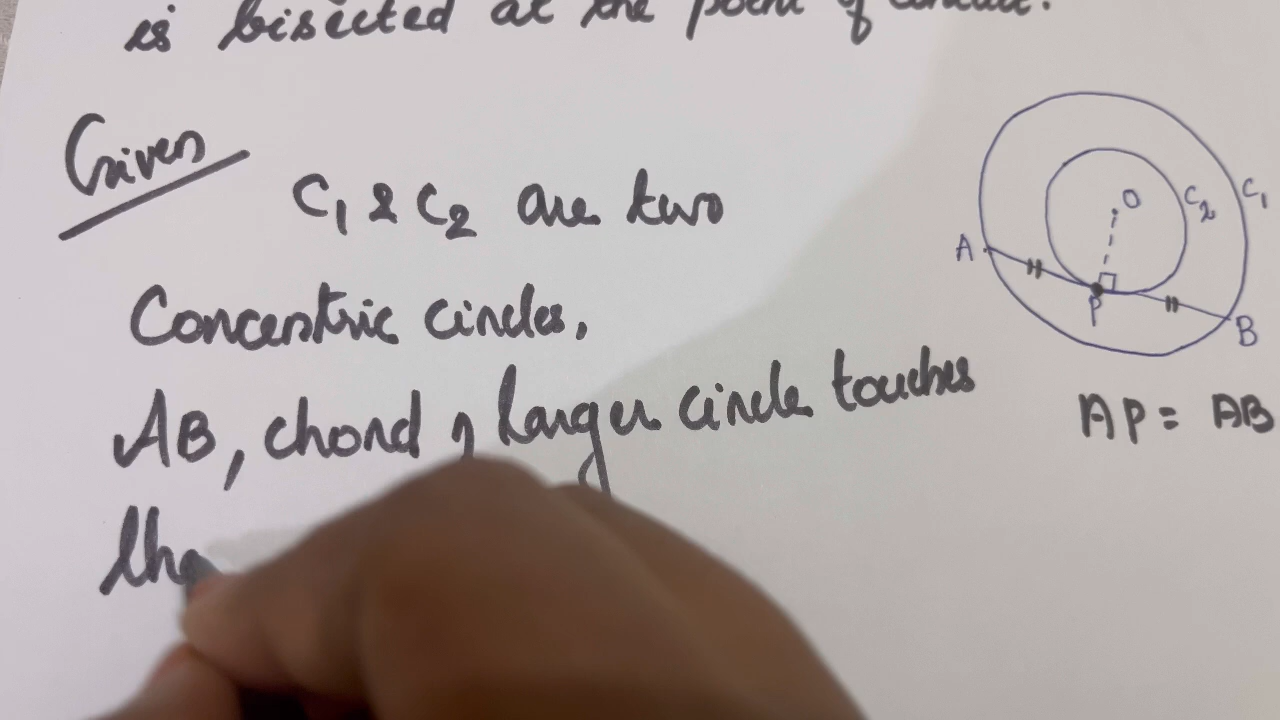 is bisected at the point of contact.
Given
C1 & C2 are two
Concentric circles.
AB, chord of larger circle touches
the
O
C2
C1
A
P
B
AP = AB